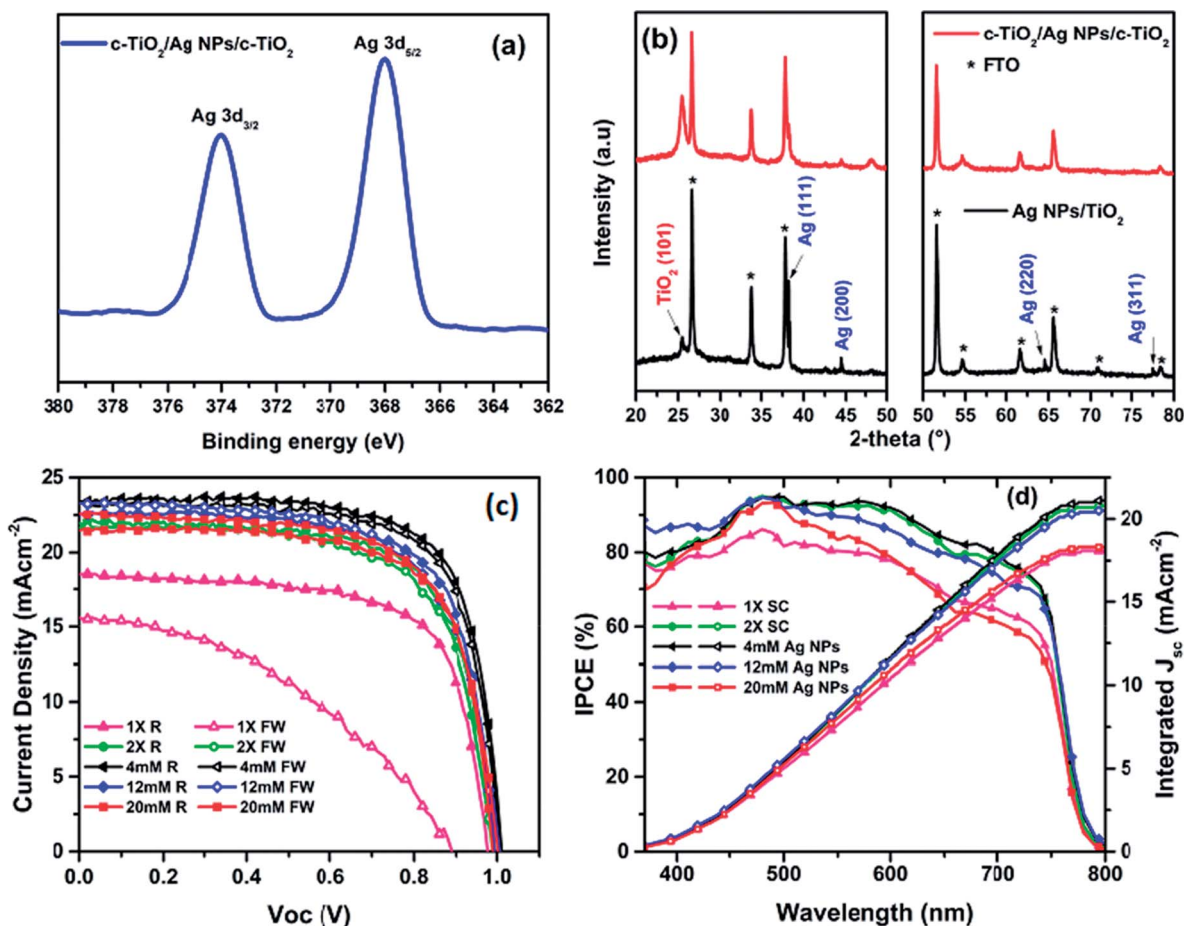 (a)
c-TiO₂/Ag NPs/c-TiO₂
Ag 3d₅/₂
Ag 3d₃/₂
380 378 376 374 372 370 368 366 364 362
Binding energy (eV)
(b)
c-TiO₂/Ag NPs/c-TiO₂
* FTO
Ag NPs/TiO₂
Intensity (a.u)
TiO₂ (101)
*
*
*
Ag (111)
Ag (200)
*
*
*
Ag (220)
*
*
Ag (311)
*
20 25 30 35 40 45 50
50 55 60 65 70 75 80
2-theta (°)
(c)
25
20
15
10
5
0
Current Density (mAcm⁻²)
1X R 1X FW
2X R 2X FW
4mM R 4mM FW
12mM R 12mM FW
20mM R 20mM FW
0.0 0.2 0.4 0.6 0.8 1.0
Voc (V)
(d)
100
80
60
40
20
0
IPCE (%)
1X SC
2X SC
4mM Ag NPs
12mM Ag NPs
20mM Ag NPs
20
15
10
5
0
Integrated Jsc (mAcm⁻²)
400 500 600 700 800
Wavelength (nm)